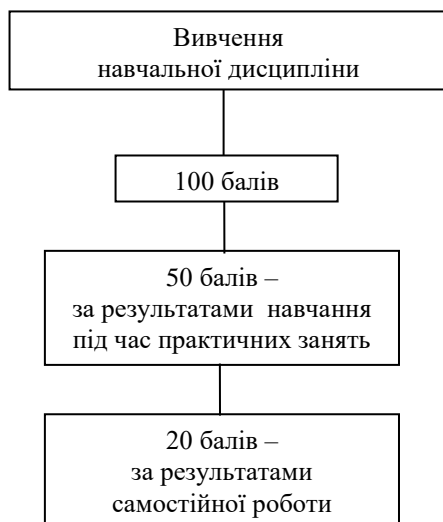 Вивчення
навчальної дисципліни
100 балів
50 балів –
за результатами навчання
під час практичних занять
20 балів –
за результатами
самостійної роботи